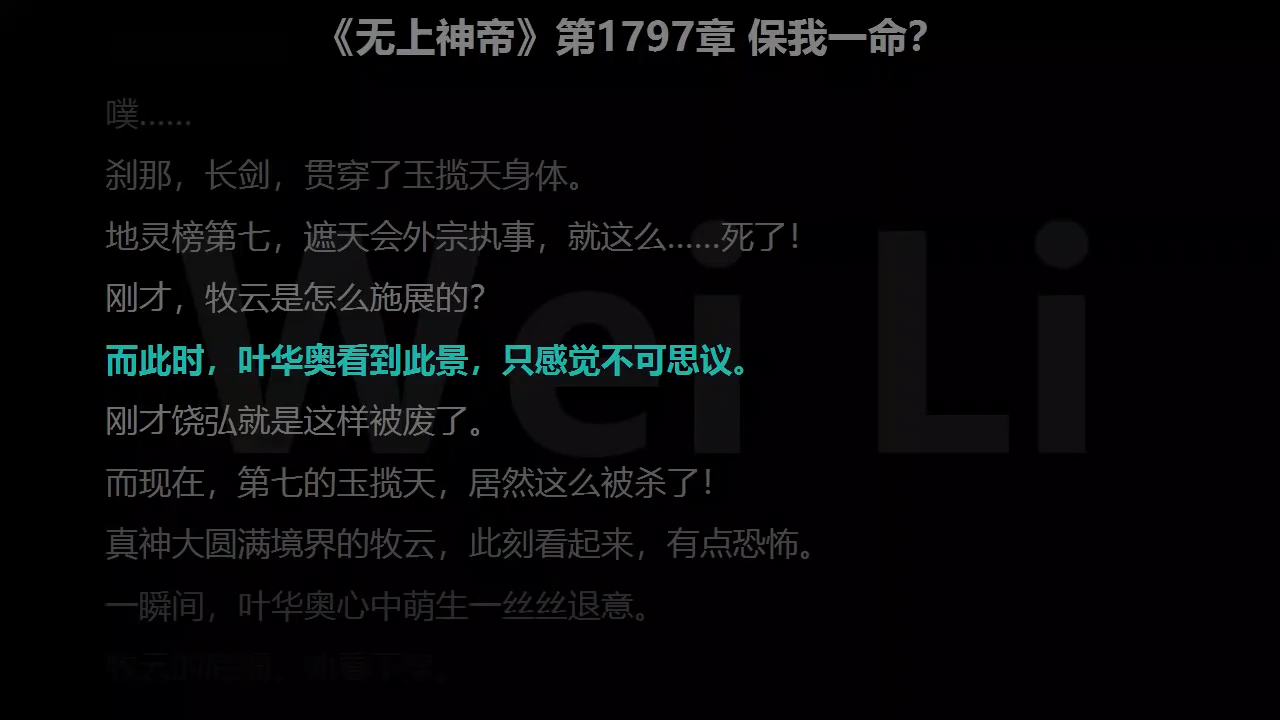 《无上神帝》第1797章 保我一命？
噗……
刹那，长剑，贯穿了玉揽天身体。
地灵榜第七，遮天会外宗执事，就这么……死了！
刚才，牧云是怎么施展的？
而此时，叶华奥看到此景，只感觉不可思议。
刚才饶弘就是这样被废了。
而现在，第七的玉揽天，居然这么被杀了！
真神大圆满境界的牧云，此刻看起来，有点恐怖。
一瞬间，叶华奥心中萌生一丝丝退意。
Wei Li